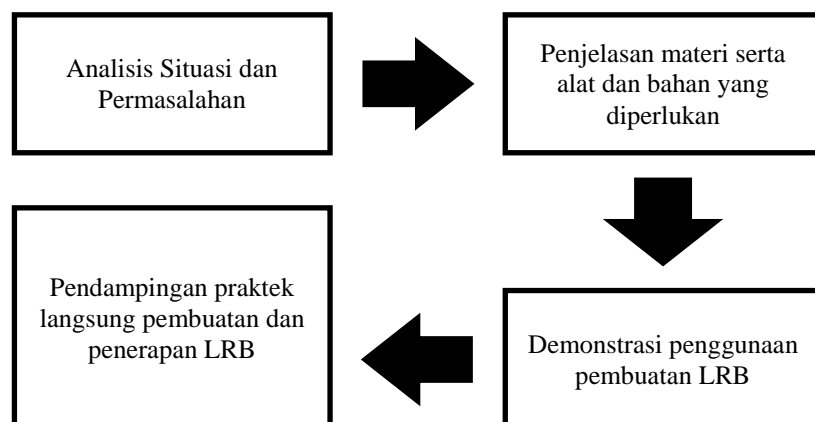 Analisis Situasi dan
Permasalahan
Penjelasan materi serta
alat dan bahan yang
diperlukan
Demonstrasi penggunaan
pembuatan LRB
Pendampingan praktek
langsung pembuatan dan
penerapan LRB